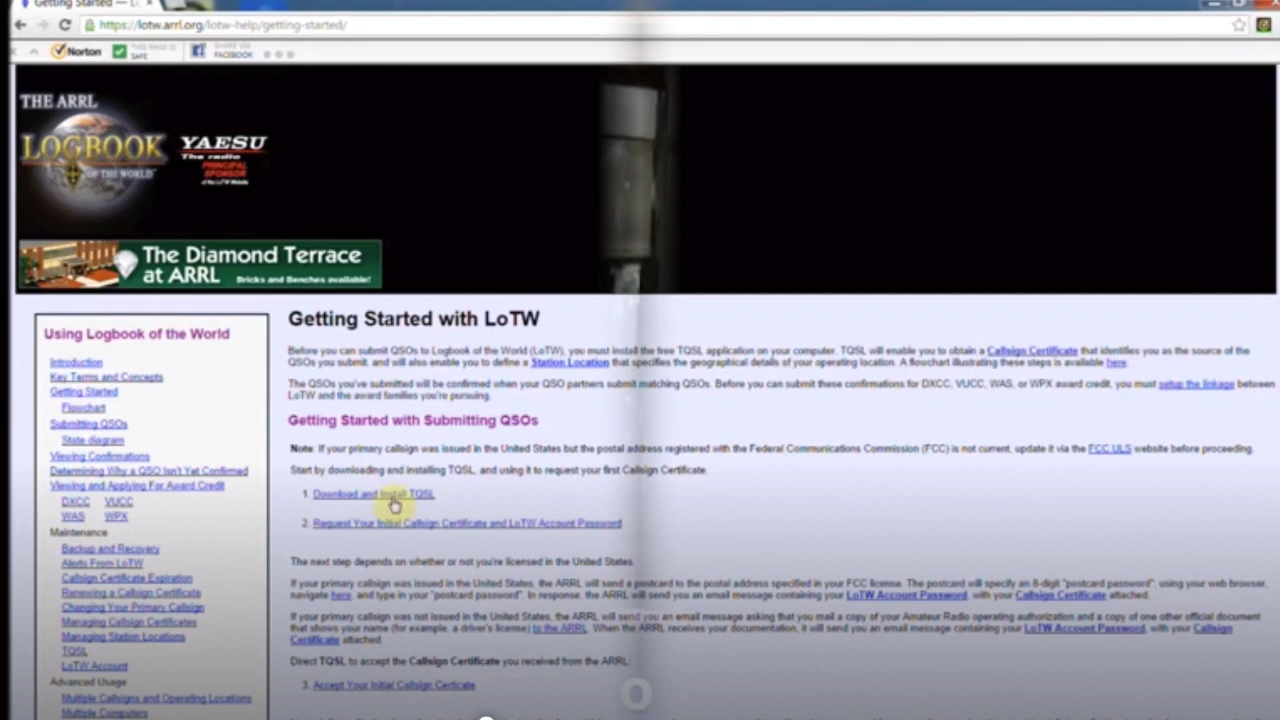 Getting Started — Lo
https://lotw.arrl.org/lotw-help/getting-started/
Norton
THIS PAGE IS
SAFE
SHARE VIA
FACEBOOK
THE ARRL
LOGBOOK
OF THE WORLD
YAESU
The radio
PRINCIPAL
SPONSOR
of the LoTW Website
The Diamond Terrace
at ARRL Bricks and Benches available!
Using Logbook of the World
Introduction
Key Terms and Concepts
Getting Started
Flowchart
Submitting QSOs
State diagram
Viewing Confirmations
Determining Why a QSO Isn't Yet Confirmed
Viewing and Applying For Award Credit
DXCC VUCC
WAS WPX
Maintenance
Backup and Recovery
Alerts From LoTW
Callsign Certificate Expiration
Renewing a Callsign Certificate
Changing Your Primary Callsign
Managing Callsign Certificates
Managing Station Locations
TQSL
LoTW Account
Advanced Usage
Multiple Callsigns and Operating Locations
Multiple Computers
Getting Started with LoTW
Before you can submit QSOs to Logbook of the World (LoTW), you must install the free TQSL application on your computer. TQSL will enable you to obtain a Callsign Certificate that identifies you as the source of the
QSOs you submit, and will also enable you to define a Station Location that specifies the geographical details of your operating location. A flowchart illustrating these steps is available here.
The QSOs you've submitted will be confirmed when your QSO partners submit matching QSOs. Before you can submit these confirmations for DXCC, VUCC, WAS, or WPX award credit, you must setup the linkage between
LoTW and the award families you're pursuing.
Getting Started with Submitting QSOs
Note: If your primary callsign was issued in the United States but the postal address registered with the Federal Communications Commission (FCC) is not current, update it via the FCC ULS website before proceeding.
Start by downloading and installing TQSL, and using it to request your first Callsign Certificate.
1. Download and Install TQSL
2. Request Your Initial Callsign Certificate and LoTW Account Password
The next step depends on whether or not you're licensed in the United States.
If your primary callsign was issued in the United States, the ARRL will send a postcard to the postal address specified in your FCC license. The postcard will specify an 8-digit "postcard password"; using your web browser,
navigate here, and type in your "postcard password". In response, the ARRL will send you an email message containing your LoTW Account Password, with your Callsign Certificate attached.
If your primary callsign was not issued in the United States, the ARRL will send you an email message asking that you mail a copy of your Amateur Radio operating authorization and a copy of one other official document
that shows your name (for example, a driver's license) to the ARRL. When the ARRL receives your documentation, it will send you an email message containing your LoTW Account Password, with your Callsign
Certificate attached.
Direct TQSL to accept the Callsign Certificate you received from the ARRL:
3. Accept Your Initial Callsign Certicate